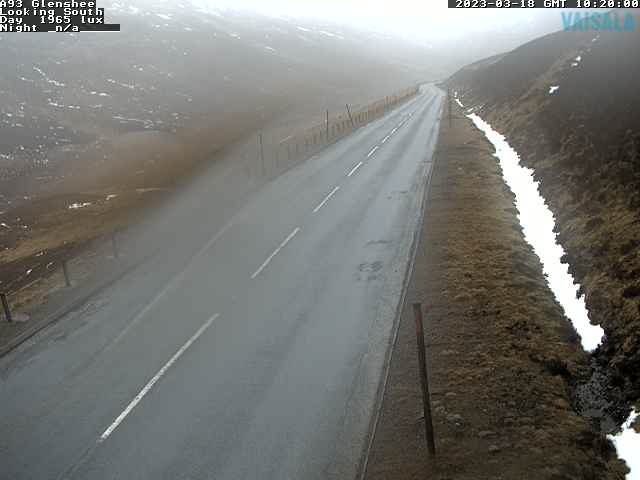 A93 Glenshee
Looking South
Day  1965 lux
Night  n/a
2023-03-18 GMT 10:20:00
VAISALA